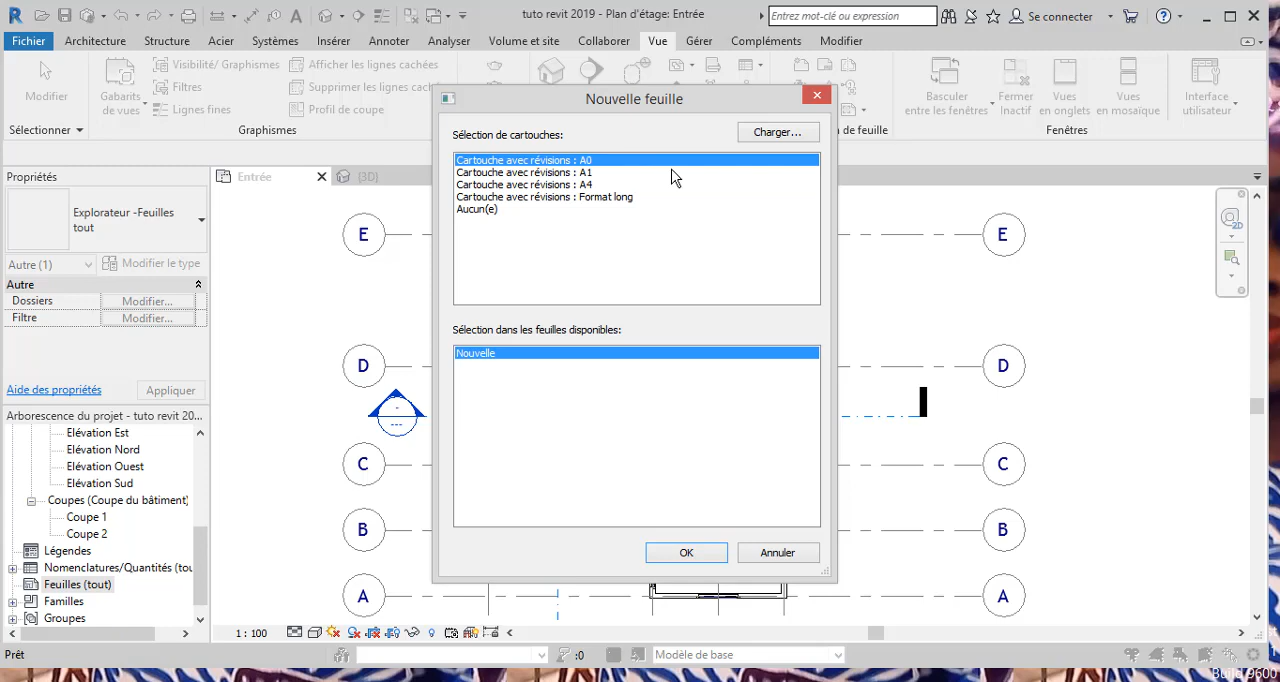 tuto revit 2019 - Plan d'étage: Entrée
Entrez mot-clé ou expression
Se connecter
Fichier Architecture Structure Acier Systèmes Insérer Annoter Analyser Volume et site Collaborer Vue Gérer Compléments Modifier
Modifier
Gabarits
de vues
Visibilité/ Graphismes
Filtres
Lignes fines
Afficher les lignes cachées
Supprimer les lignes cach
Profil de coupe
Basculer
entre les fenêtres
Fermer
Inactif
Vues
en onglets
Vues
en mosaïque
Interface
utilisateur
Sélectionner
Graphismes
n de feuille
Fenêtres
Nouvelle feuille
Sélection de cartouches:
Charger...
Cartouche avec révisions : A0
Cartouche avec révisions : A1
Cartouche avec révisions : A4
Cartouche avec révisions : Format long
Aucun(e)
Sélection dans les feuilles disponibles:
Nouvelle
OK
Annuler
Propriétés
Explorateur -Feuilles
tout
Autre (1)
Modifier le type
Autre
Dossiers Modifier...
Filtre Modifier...
Aide des propriétés
Appliquer
Arborescence du projet - tuto revit 20...
Elévation Est
Elévation Nord
Elévation Ouest
Elévation Sud
Coupes (Coupe du bâtiment)
Coupe 1
Coupe 2
Légendes
Nomenclatures/Quantités (tou
Feuilles (tout)
Familles
Groupes
Entrée
{3D}
2D
E E
D D
C C
B B
A A
1 : 100
Prêt
:0
Modèle de base
Build 9600